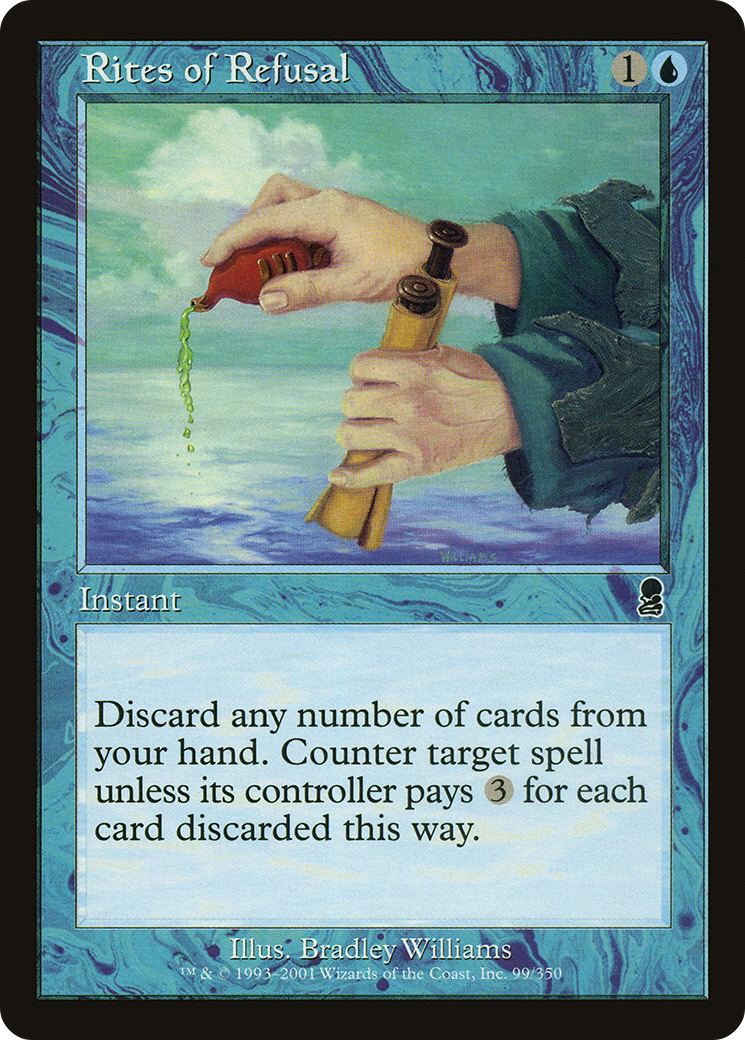 Rites of Refusal 1
WILLIAMS
Instant
Discard any number of cards from
your hand. Counter target spell
unless its controller pays 3 for each
card discarded this way.
Illus. Bradley Williams
™ & © 1993–2001 Wizards of the Coast, Inc. 99/350